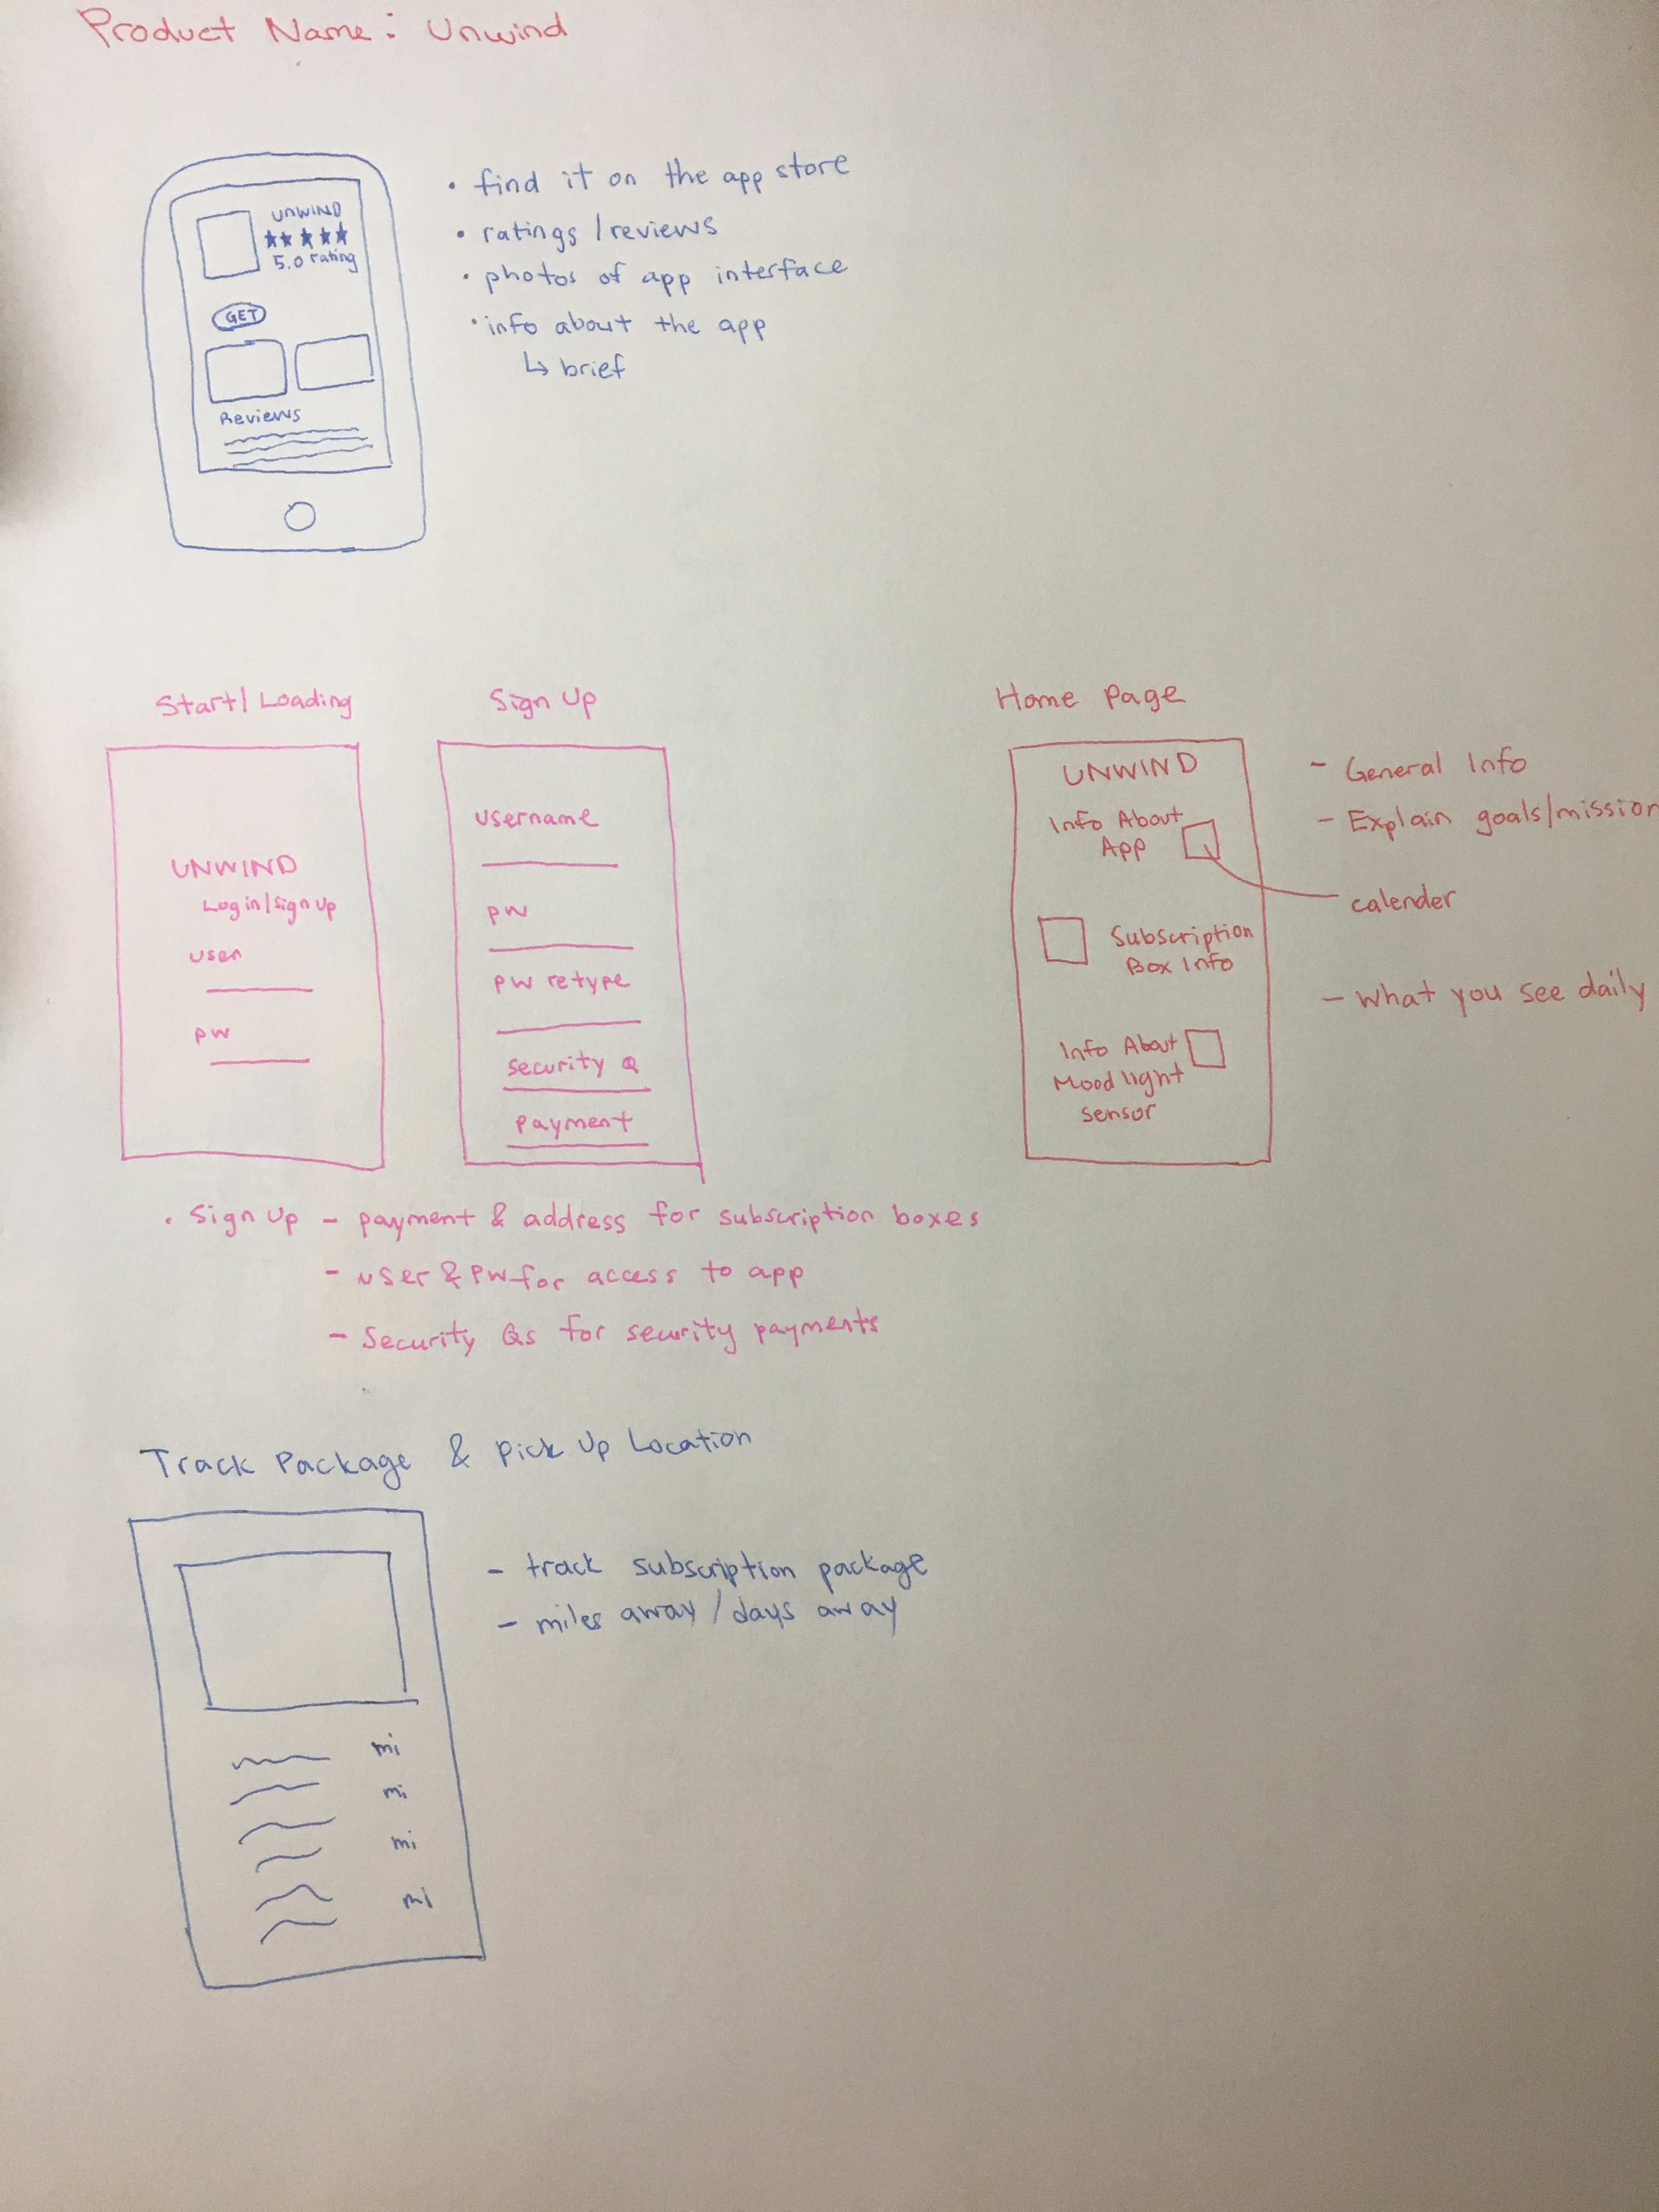 Product Name: Unwind
UNWIND
5.0 rating
GET
Reviews
• find it on the app store
• ratings/reviews
• photos of app interface
• info about the app
↳ brief
Start/Loading
UNWIND
Login/sign up
user
pw
Sign Up
username
pw
pw retype
security Q
payment
Home Page
UNWIND
Info About
App
Subscription
Box Info
Info About
Mood light
sensor
- General Info
- Explain goals/mission
calender
- What you see daily
• Sign Up - payment & address for subscription boxes
- user & pw for access to app
- Security Qs for security payments
Track Package & Pick Up Location
mi
mi
mi
mi
- track subscription package
- miles away/days away